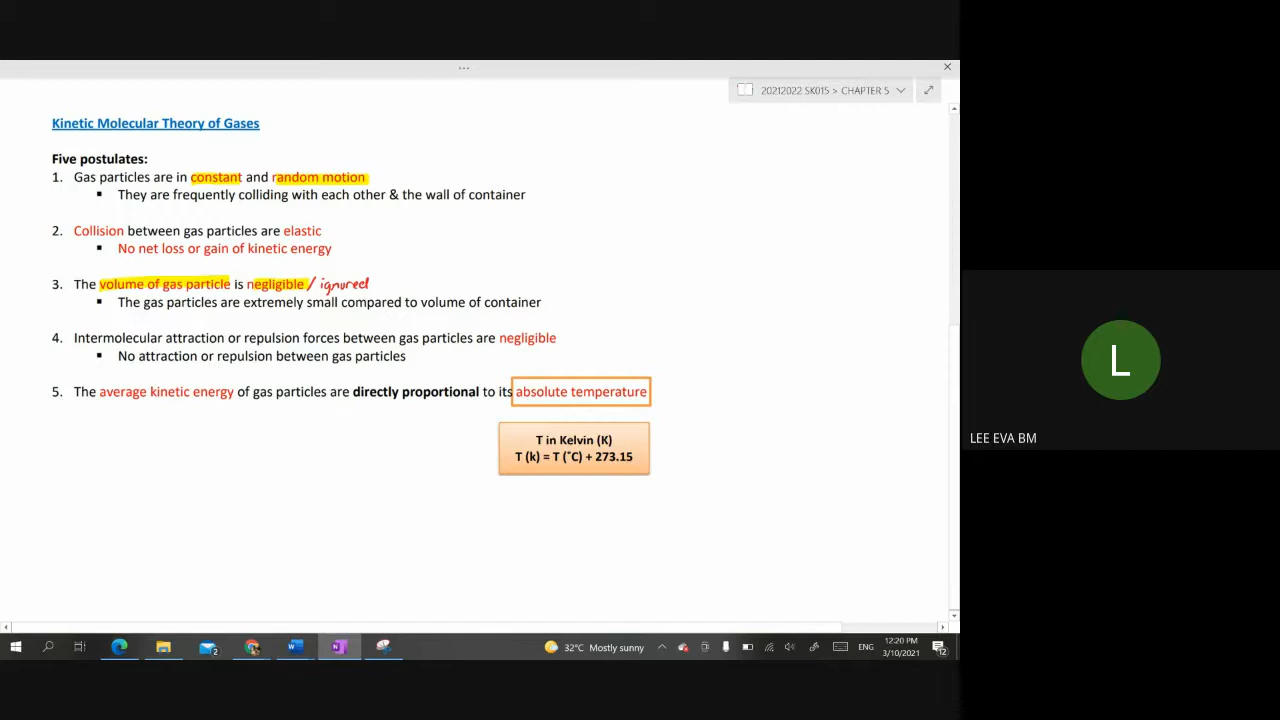 ...
20212022 SK015 > CHAPTER 5
Kinetic Molecular Theory of Gases
Five postulates:
1. Gas particles are in constant and random motion
▪ They are frequently colliding with each other & the wall of container
2. Collision between gas particles are elastic
▪ No net loss or gain of kinetic energy
3. The volume of gas particle is negligible / ignored
▪ The gas particles are extremely small compared to volume of container
4. Intermolecular attraction or repulsion forces between gas particles are negligible
▪ No attraction or repulsion between gas particles
5. The average kinetic energy of gas particles are directly proportional to its absolute temperature
T in Kelvin (K)
T (k) = T (˚C) + 273.15
L
LEE EVA BM
32°C Mostly sunny
ENG
12:20 PM
3/10/2021
2
12